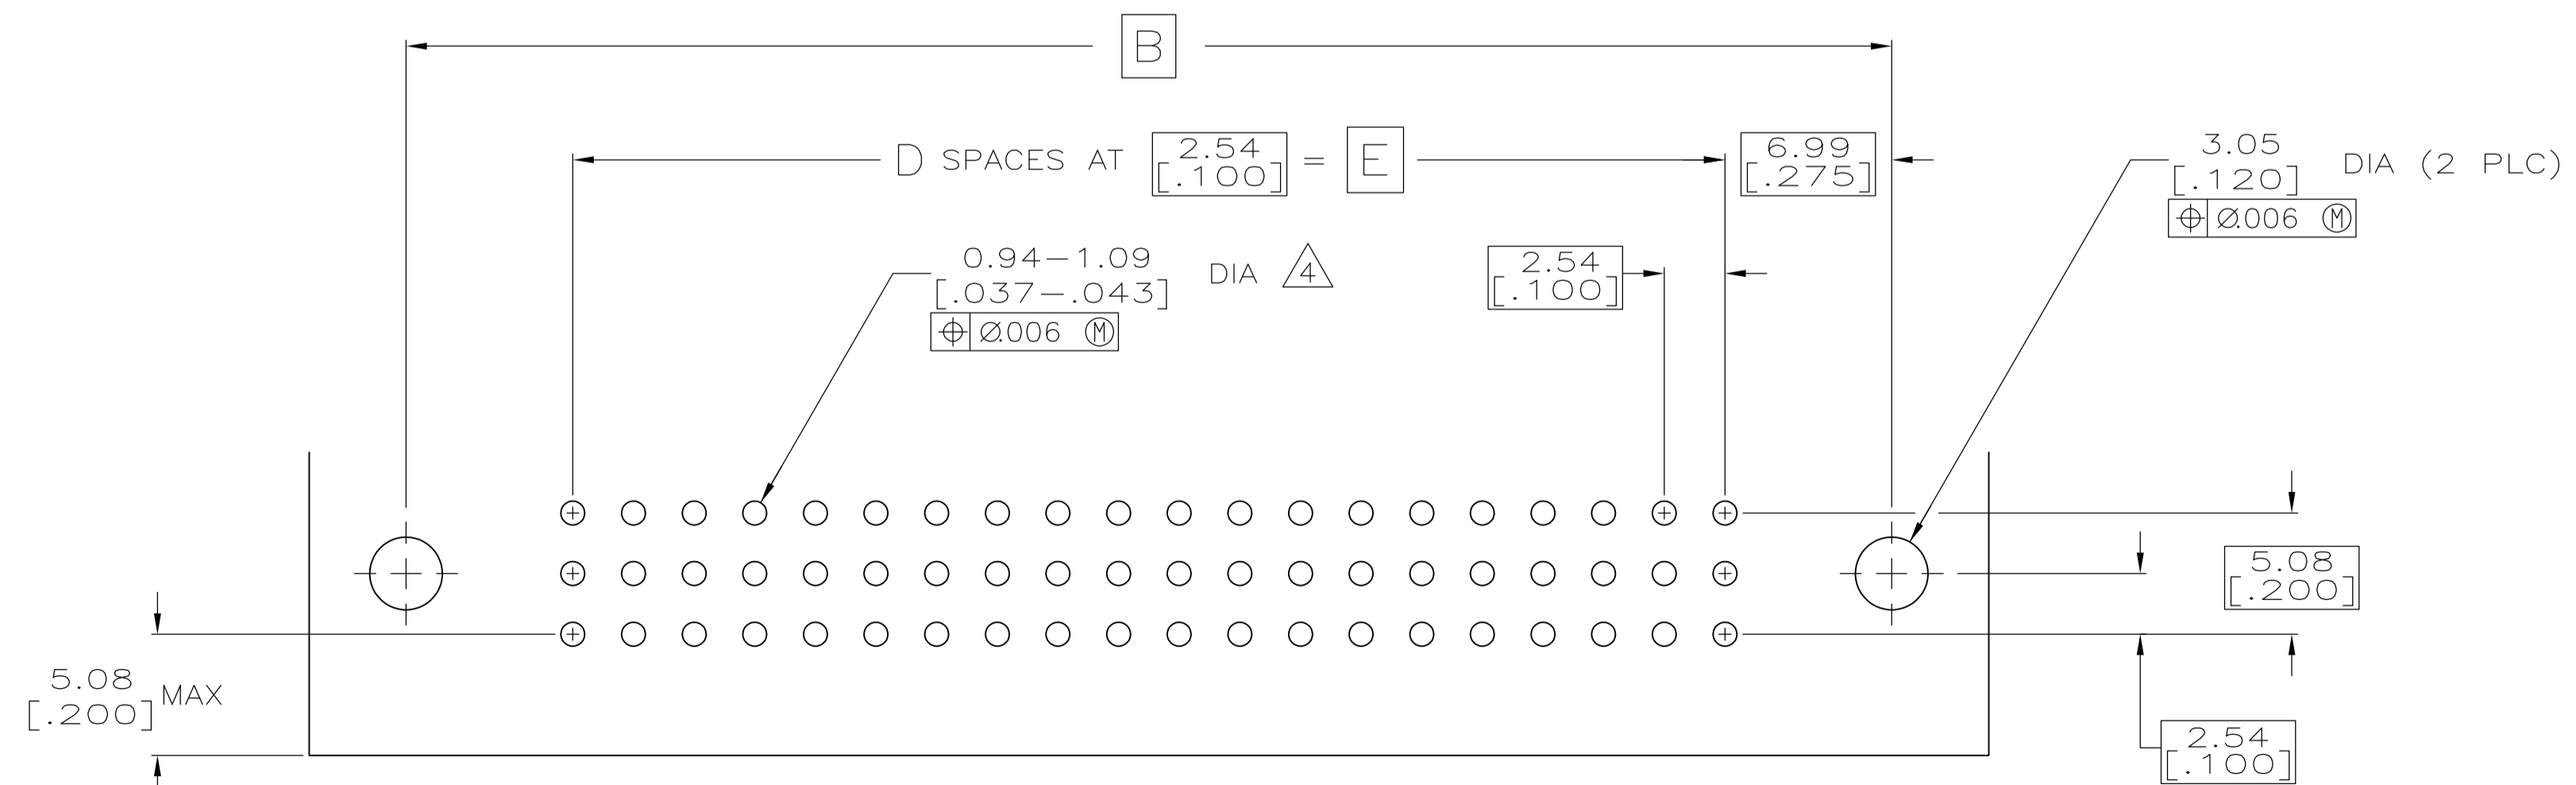 B
D SPACES AT 2.54 [.100] = E
6.99
[.275]
3.05
[.120]
DIA (2 PLC)
⌖ Ø.006 Ⓜ
0.94-1.09
[.037-.043]
DIA 4
⌖ Ø.006 Ⓜ
2.54
[.100]
5.08
[.200]
5.08
[.200]
MAX
2.54
[.100]